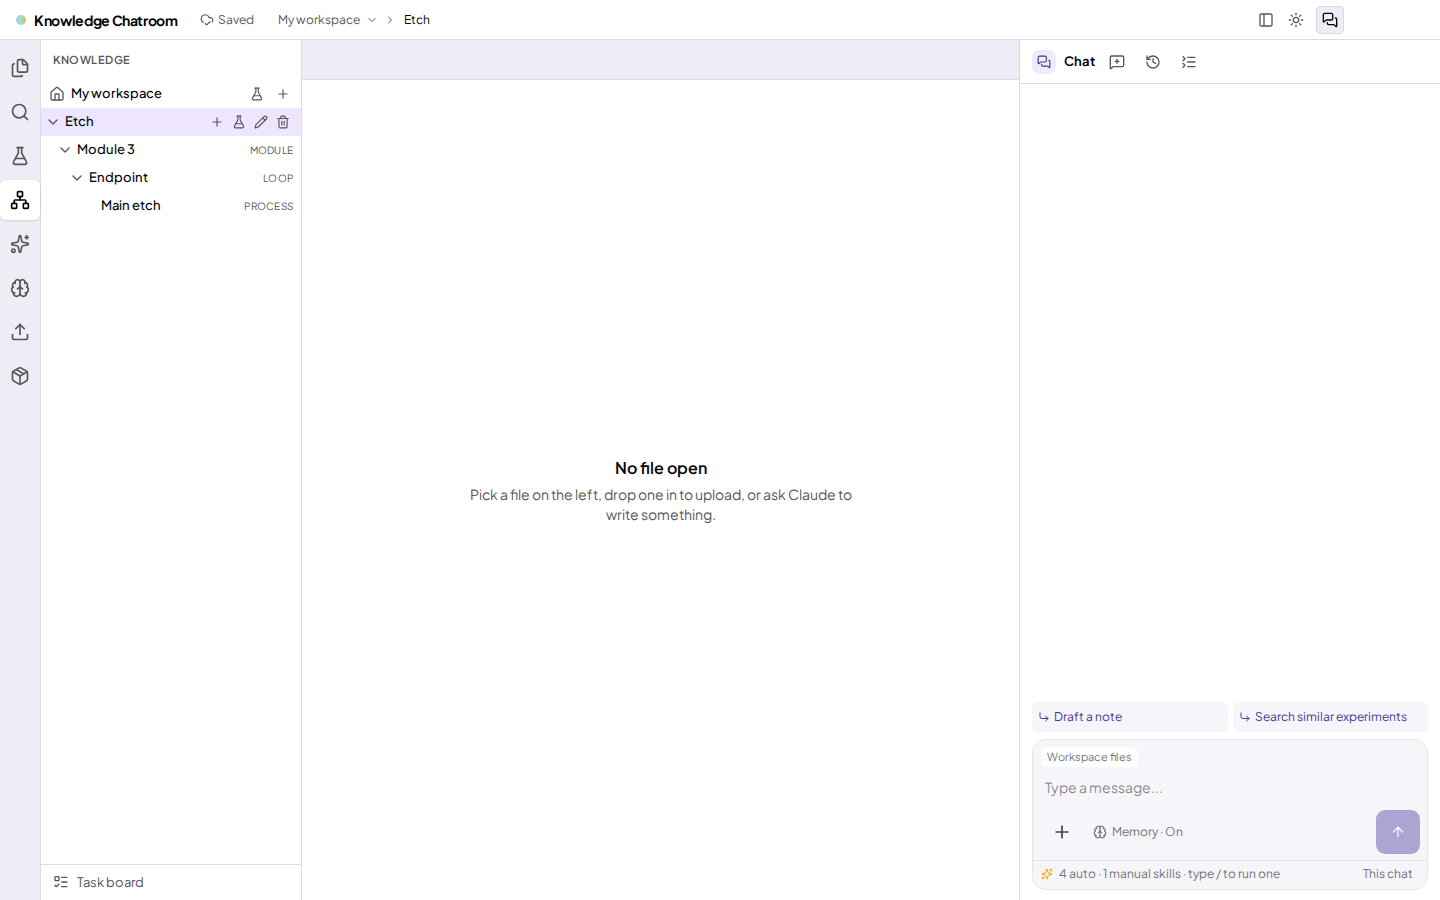 Knowledge Chatroom
Saved
My workspace
Etch
KNOWLEDGE
My workspace
Etch
Module 3 MODULE
Endpoint LOOP
Main etch PROCESS
Task board
No file open
Pick a file on the left, drop one in to upload, or ask Claude to
write something.
Chat
Draft a note
Search similar experiments
Workspace files
Type a message...
Memory · On
4 auto · 1 manual skills · type / to run one
This chat